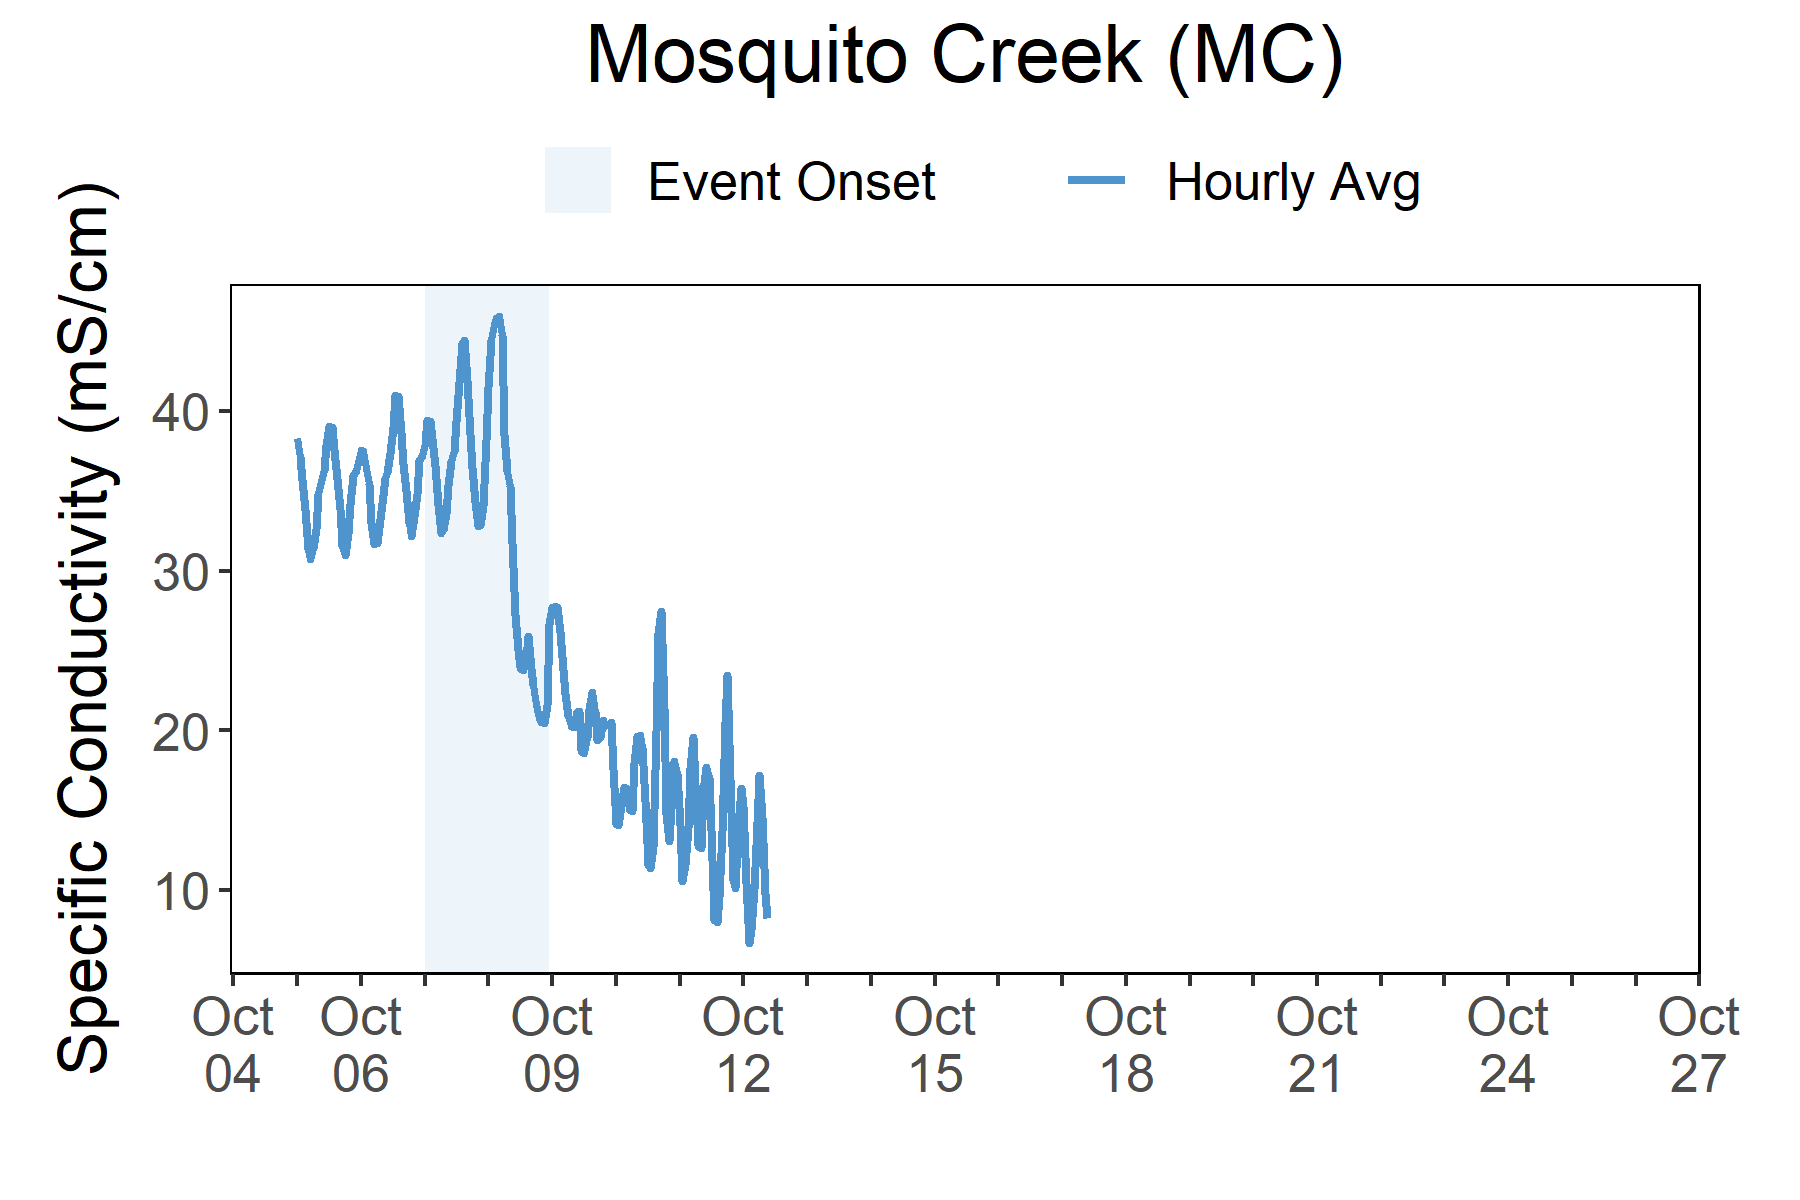 Mosquito Creek (MC)
Event Onset
Hourly Avg
Specific Conductivity (mS/cm)
40
30
20
10
Oct 04
Oct 06
Oct 09
Oct 12
Oct 15
Oct 18
Oct 21
Oct 24
Oct 27